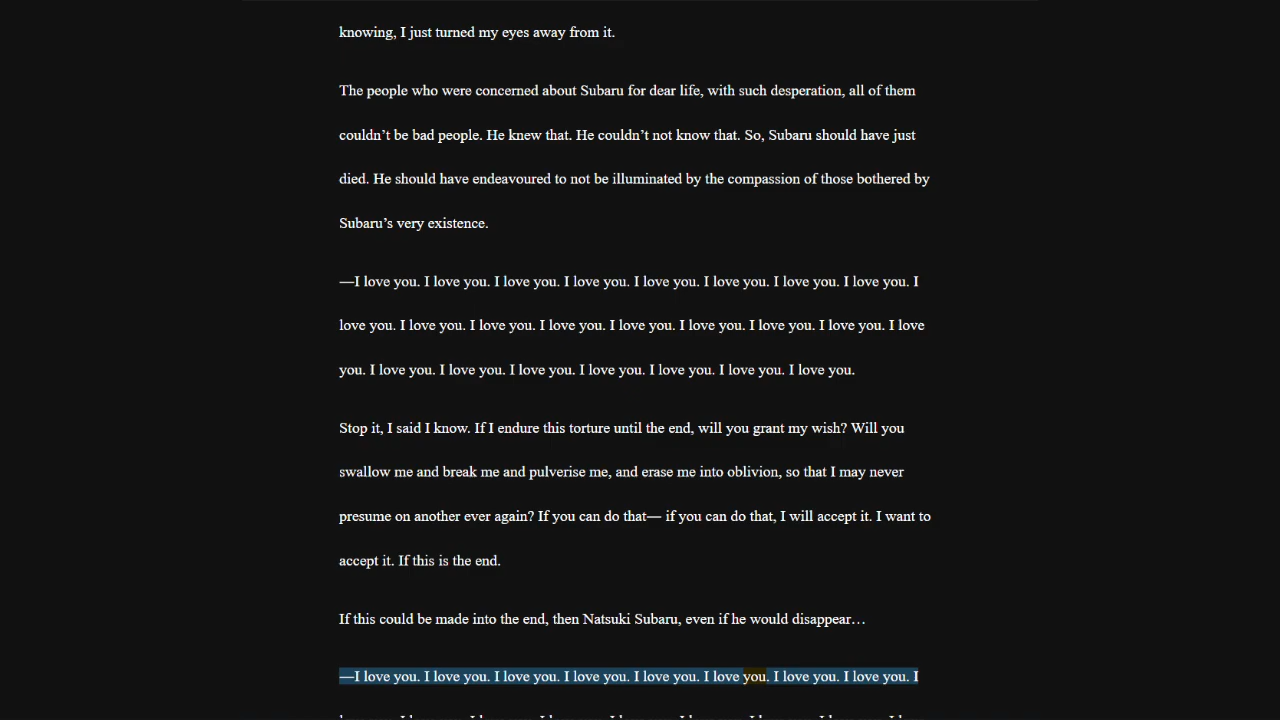 knowing, I just turned my eyes away from it.
The people who were concerned about Subaru for dear life, with such desperation, all of them
couldn’t be bad people. He knew that. He couldn’t not know that. So, Subaru should have just
died. He should have endeavoured to not be illuminated by the compassion of those bothered by
Subaru’s very existence.
—I love you. I love you. I love you. I love you. I love you. I love you. I love you. I love you. I
love you. I love you. I love you. I love you. I love you. I love you. I love you. I love you. I love
you. I love you. I love you. I love you. I love you. I love you. I love you. I love you.
Stop it, I said I know. If I endure this torture until the end, will you grant my wish? Will you
swallow me and break me and pulverise me, and erase me into oblivion, so that I may never
presume on another ever again? If you can do that— if you can do that, I will accept it. I want to
accept it. If this is the end.
If this could be made into the end, then Natsuki Subaru, even if he would disappear…
—I love you. I love you. I love you. I love you. I love you. I love you. I love you. I love you. I